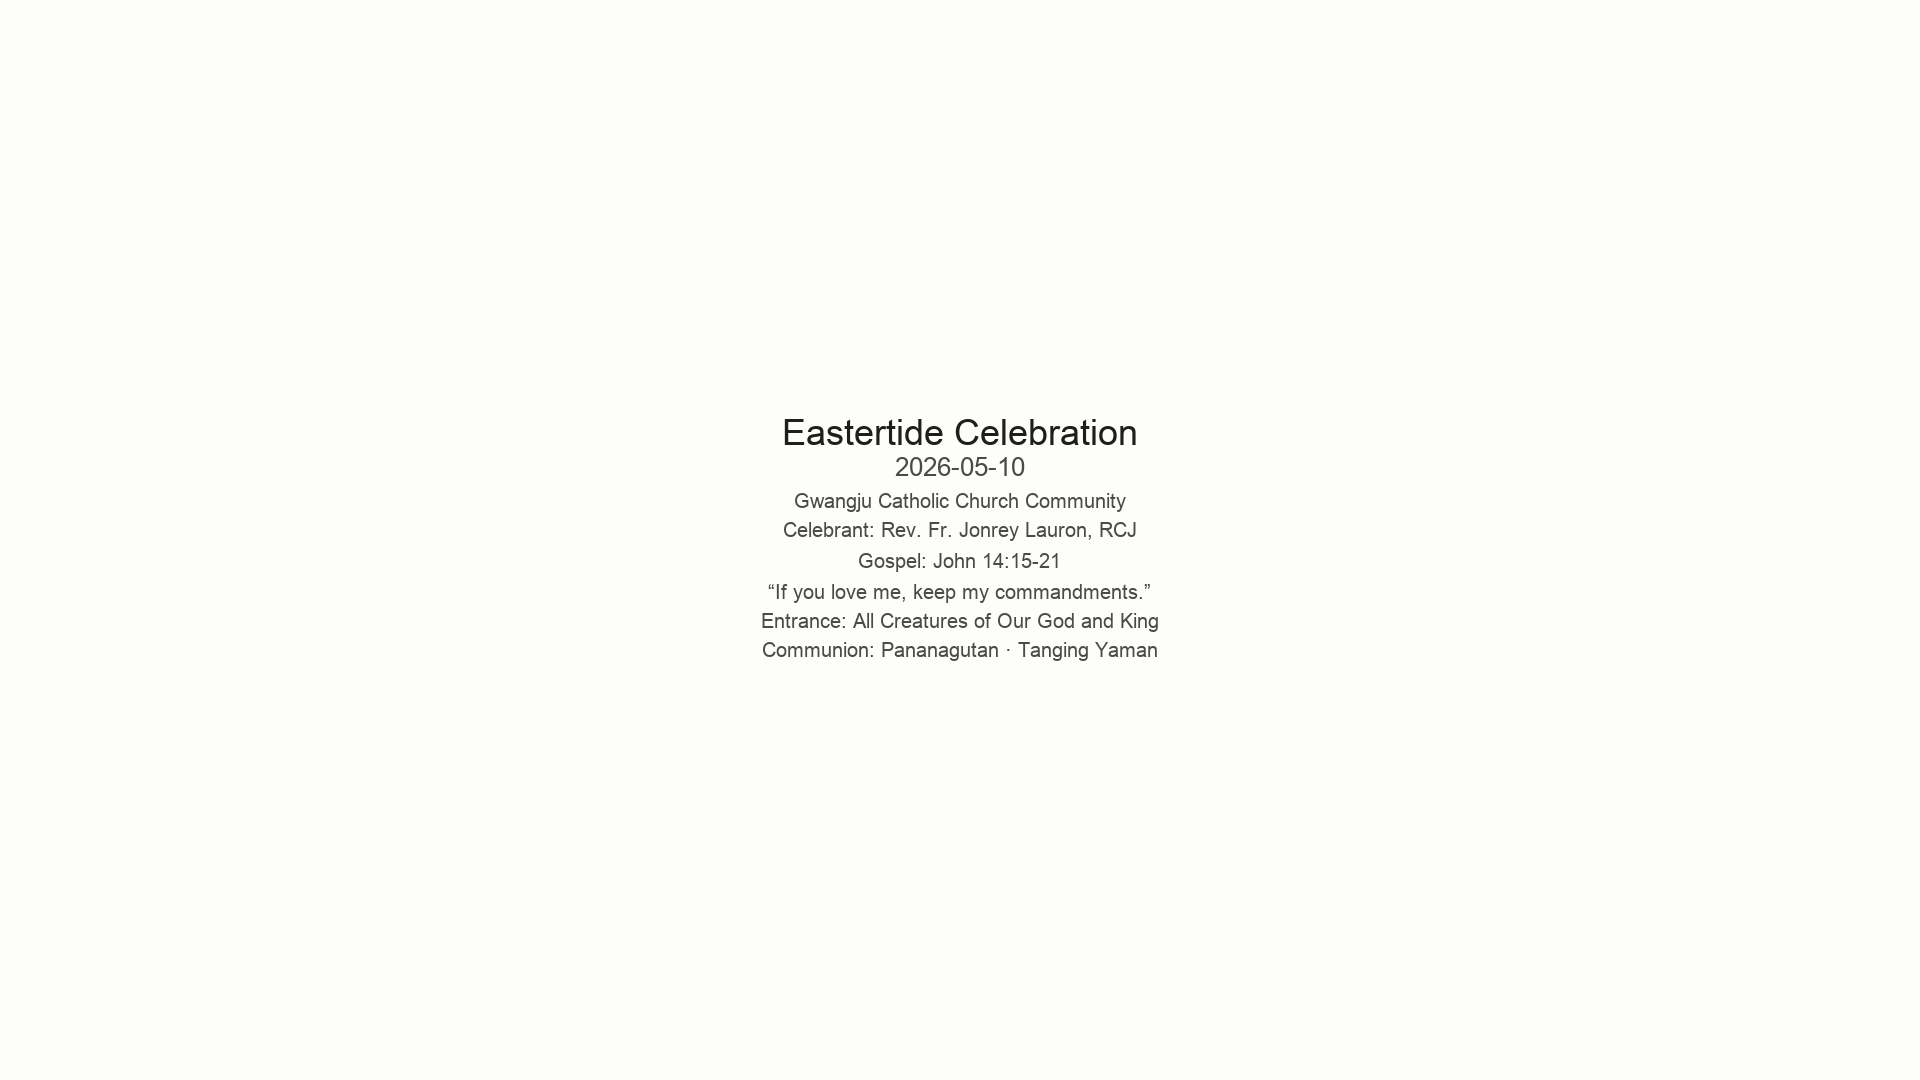 Eastertide Celebration
2026-05-10
Gwangju Catholic Church Community
Celebrant: Rev. Fr. Jonrey Lauron, RCJ
Gospel: John 14:15-21
“If you love me, keep my commandments.”
Entrance: All Creatures of Our God and King
Communion: Pananagutan · Tanging Yaman